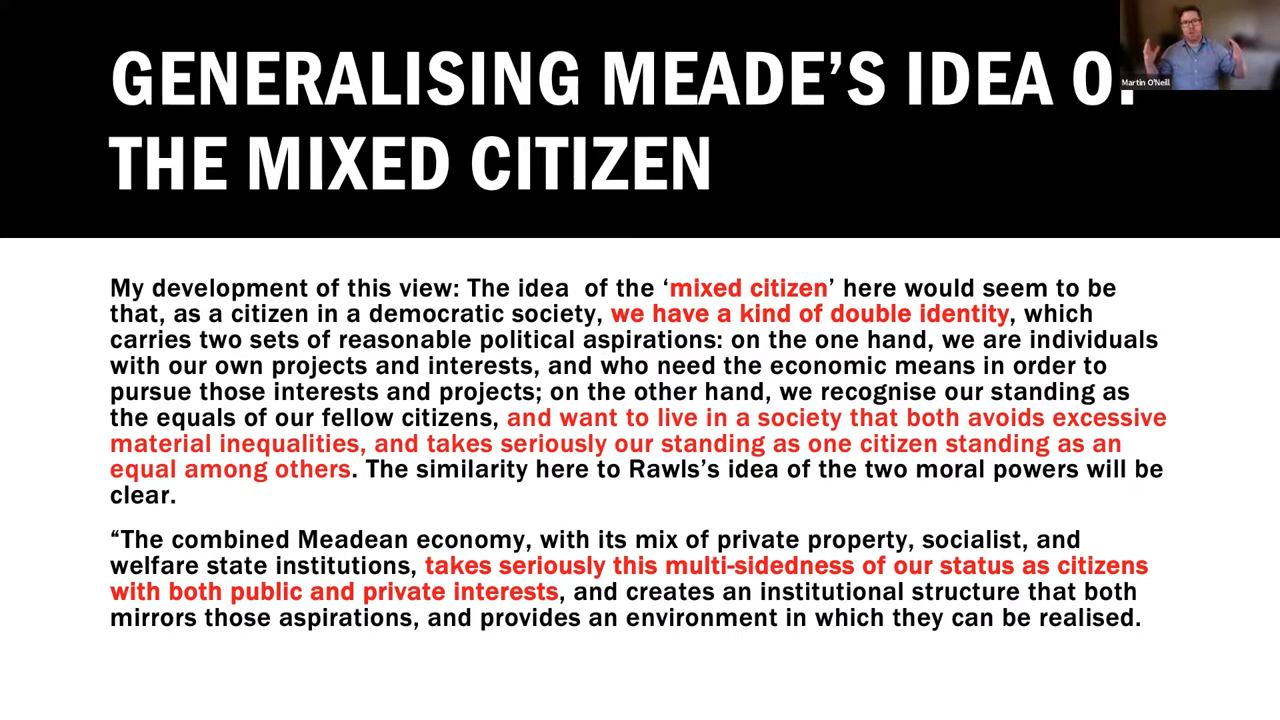 GENERALISING MEADE'S IDEA O
THE MIXED CITIZEN
Martin O'Neill
My development of this view: The idea of the ‘mixed citizen’ here would seem to be
that, as a citizen in a democratic society, we have a kind of double identity, which
carries two sets of reasonable political aspirations: on the one hand, we are individuals
with our own projects and interests, and who need the economic means in order to
pursue those interests and projects; on the other hand, we recognise our standing as
the equals of our fellow citizens, and want to live in a society that both avoids excessive
material inequalities, and takes seriously our standing as one citizen standing as an
equal among others. The similarity here to Rawls’s idea of the two moral powers will be
clear.
“The combined Meadean economy, with its mix of private property, socialist, and
welfare state institutions, takes seriously this multi-sidedness of our status as citizens
with both public and private interests, and creates an institutional structure that both
mirrors those aspirations, and provides an environment in which they can be realised.